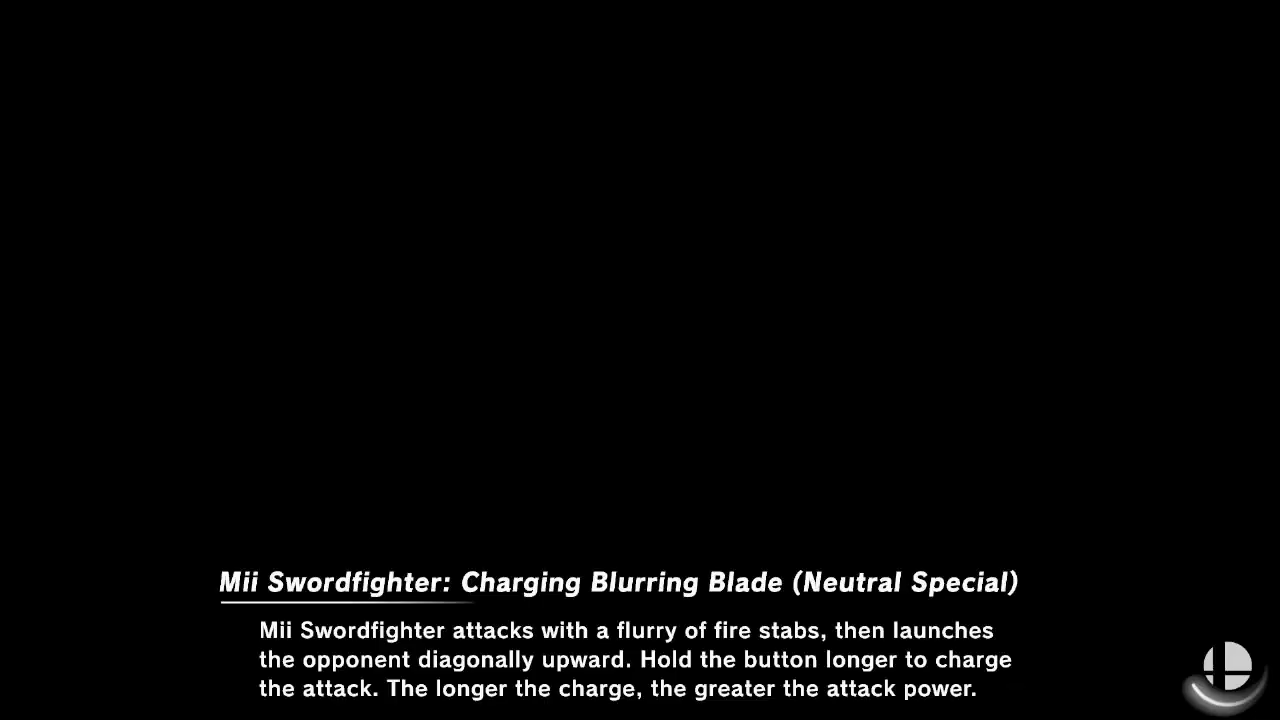 Mii Swordfighter: Charging Blurring Blade (Neutral Special)
Mii Swordfighter attacks with a flurry of fire stabs, then launches
the opponent diagonally upward. Hold the button longer to charge
the attack. The longer the charge, the greater the attack power.